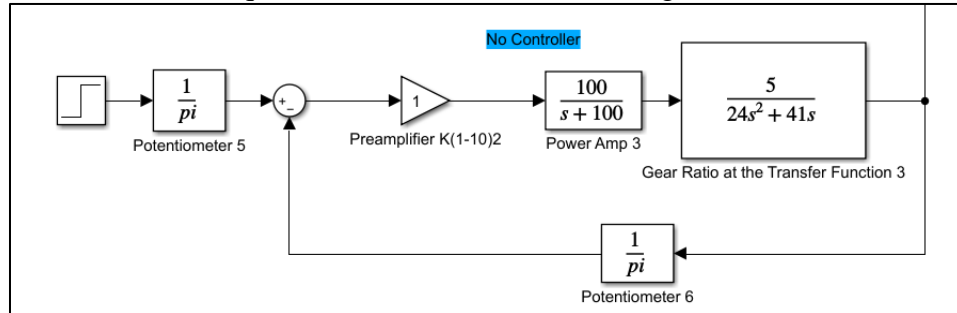 No Controller
1
pi
Potentiometer 5
+
-
1
Preamplifier K(1-10)2
100
s + 100
Power Amp 3
5
24s² + 41s
Gear Ratio at the Transfer Function 3
1
pi
Potentiometer 6